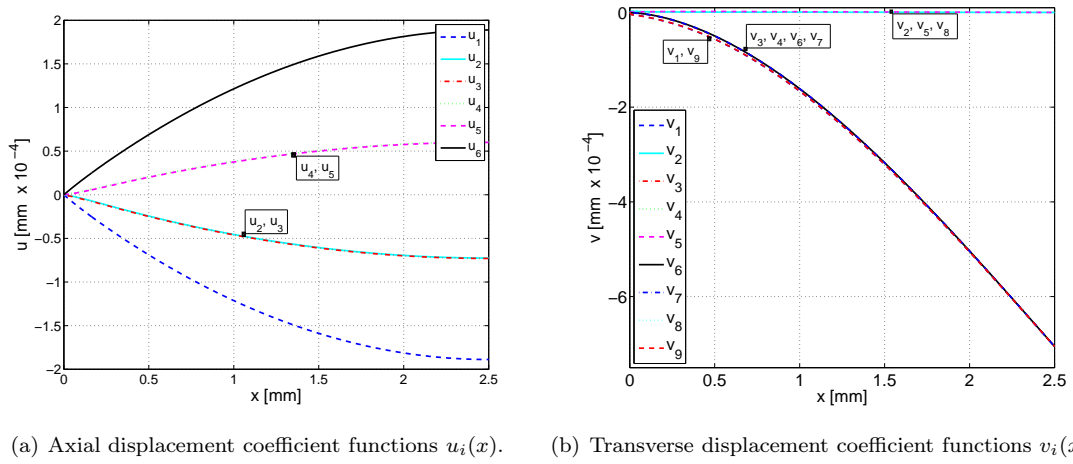 2
1.5
1
0.5
0
−0.5
−1
−1.5
−2
u [mm x 10⁻⁴]
0
0.5
1
1.5
2
2.5
x [mm]
u₁
u₂
u₃
u₄
u₅
u₆
u₄, u₅
u₂, u₃
(a) Axial displacement coefficient functions uᵢ(x).
0
−2
−4
−6
v [mm x 10⁻⁴]
0
0.5
1
1.5
2
2.5
x [mm]
v₁, v₉
v₃, v₄, v₆, v₇
v₂, v₅, v₈
v₁
v₂
v₃
v₄
v₅
v₆
v₇
v₈
v₉
(b) Transverse displacement coefficient functions vᵢ(x